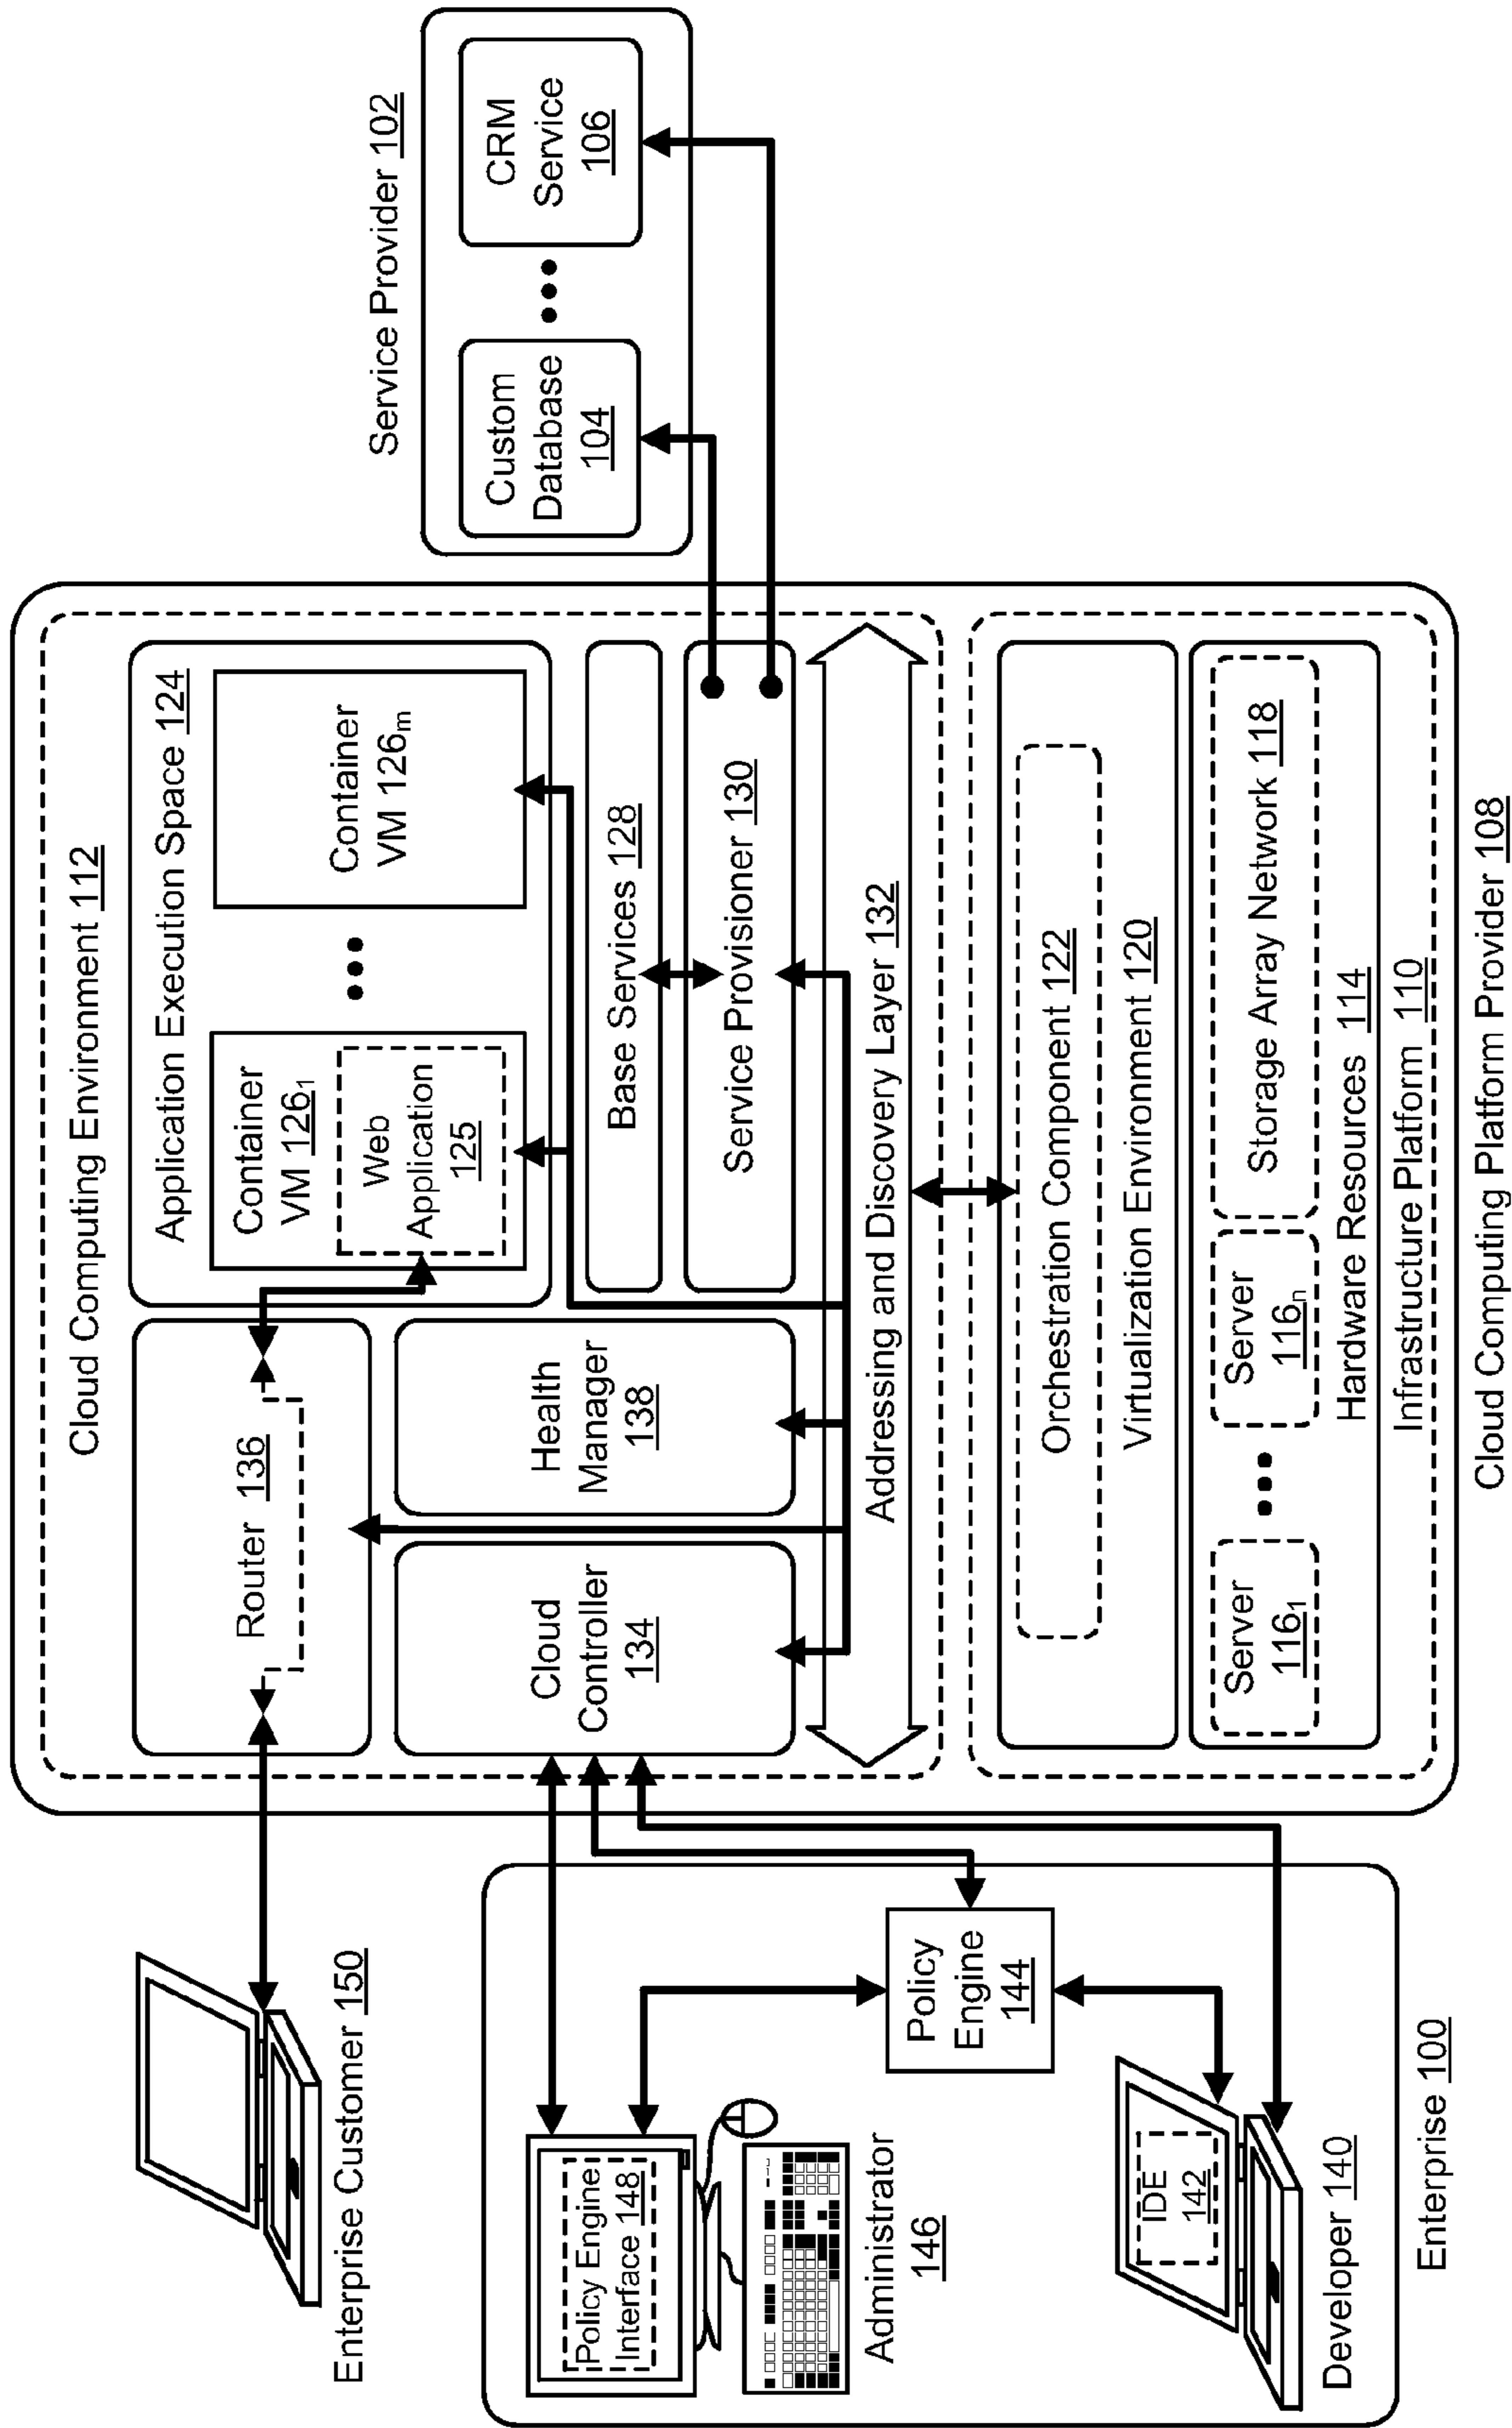 Enterprise Customer 150
Policy Engine
Interface 148
Administrator
146
Policy
Engine
144
IDE
142
Developer 140
Enterprise 100
Cloud Computing Environment 112
Router 136
Cloud
Controller
134
Health
Manager
138
Application Execution Space 124
Container
VM 126₁
Web
Application
125
Container
VM 126ₘ
Base Services 128
Service Provisioner 130
Addressing and Discovery Layer 132
Orchestration Component 122
Virtualization Environment 120
Server
116₁
Server
116ₙ
Storage Array Network 118
Hardware Resources 114
Infrastructure Platform 110
Cloud Computing Platform Provider 108
Service Provider 102
Custom
Database
104
CRM
Service
106